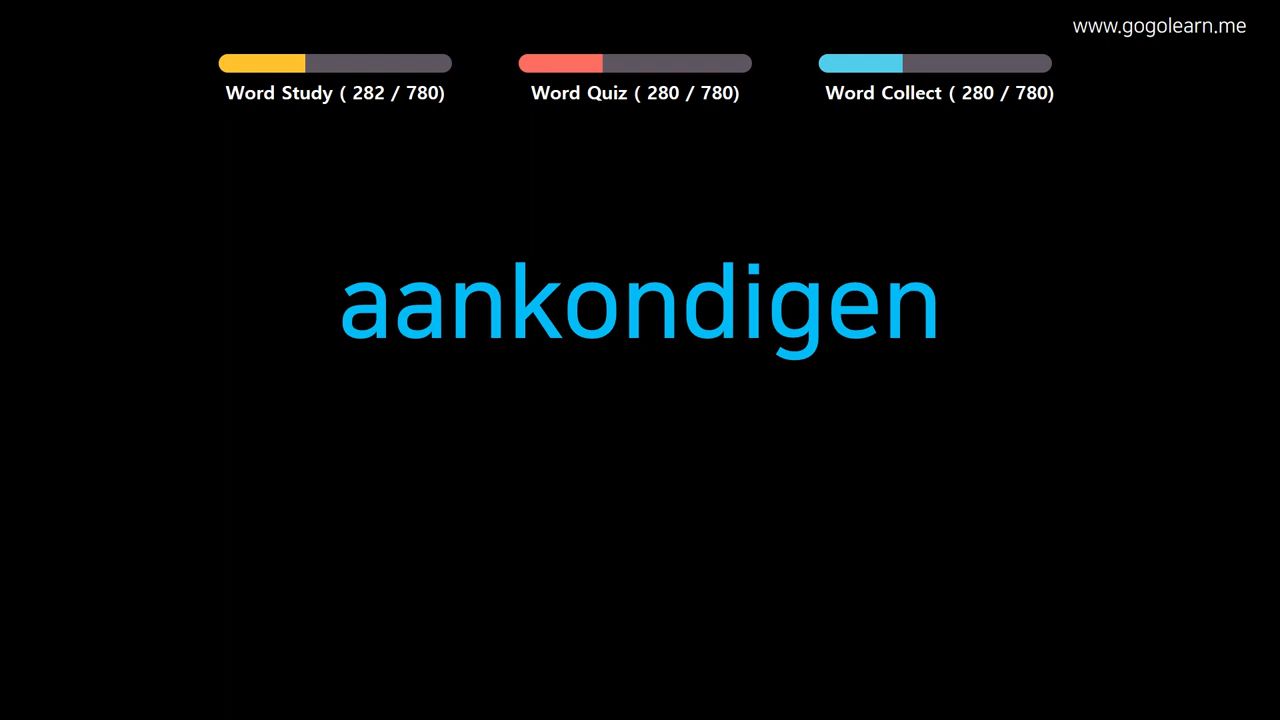 www.gogolearn.me
Word Study ( 282 / 780)
Word Quiz ( 280 / 780)
Word Collect ( 280 / 780)
aankondigen